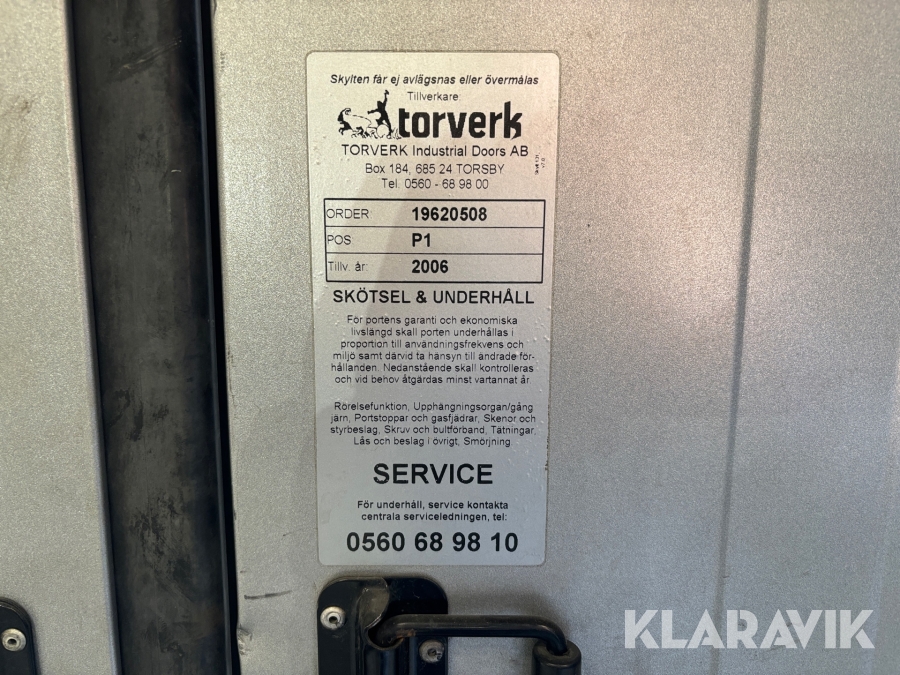 Skylten får ej avlägsnas eller övermålas
Tillverkare:
torverk
TORVERK Industrial Doors AB
Box 184, 685 24 TORSBY
Tel. 0560 - 68 98 00
ORDER 19620508
POS P1
Tillv. år: 2006
SKÖTSEL & UNDERHÅLL
För portens garanti och ekonomiska
livslängd skall porten underhållas i
proportion till användningsfrekvens och
miljö samt därvid ta hänsyn till ändrade för-
hållanden. Nedanstående skall kontrolleras
och vid behov åtgärdas minst vartannat år.
Rörelsefunktion, Upphängningsorgan/gång
järn, Portstoppar och gasfjädrar, Skenor och
styrbeslag, Skruv och bultförband, Tätningar,
Lås och beslag i övrigt, Smörjning.
SERVICE
För underhåll, service kontakta
centrala serviceledningen, tel:
0560 68 98 10
KLARAVIK